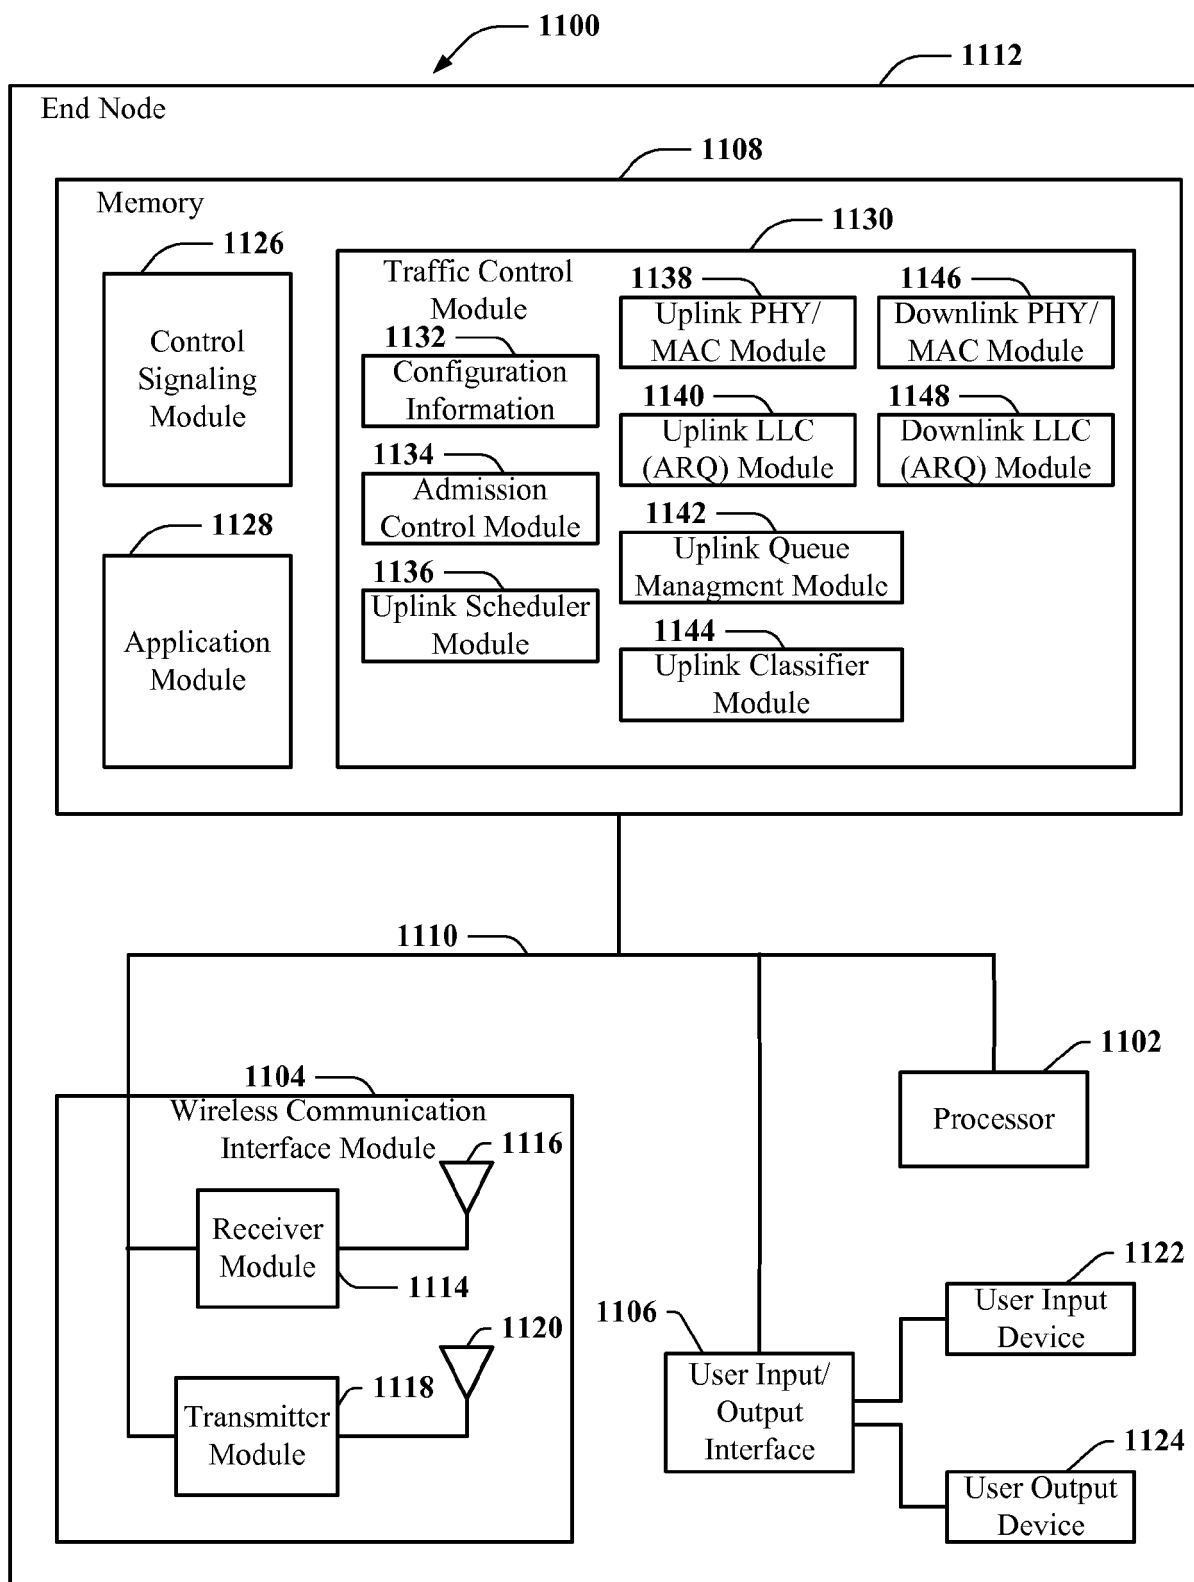 1100
1112
End Node
1108
Memory
1126
Control
Signaling
Module
1128
Application
Module
1130
Traffic Control
Module
1132
Configuration
Information
1134
Admission
Control Module
1136
Uplink Scheduler
Module
1138
Uplink PHY/
MAC Module
1140
Uplink LLC
(ARQ) Module
1142
Uplink Queue
Managment Module
1144
Uplink Classifier
Module
1146
Downlink PHY/
MAC Module
1148
Downlink LLC
(ARQ) Module
1110
1104
Wireless Communication
Interface Module
1116
Receiver
Module
1114
1120
1118
Transmitter
Module
1102
Processor
1106
User Input/
Output
Interface
1122
User Input
Device
1124
User Output
Device